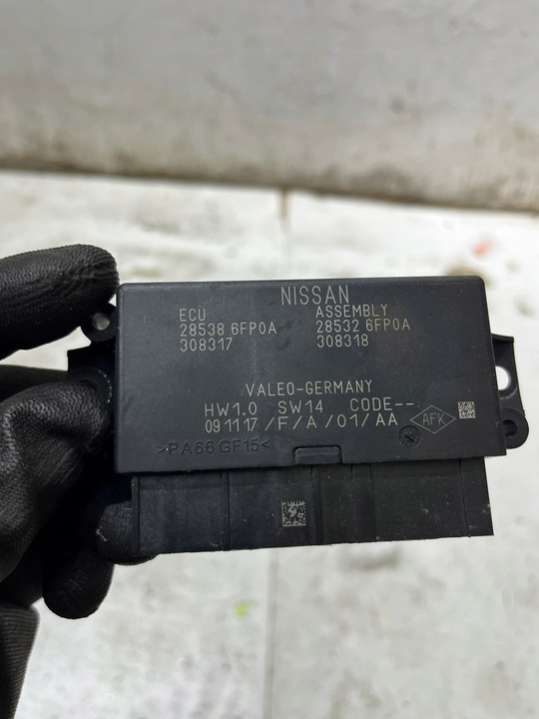 NISSAN
ECU ASSEMBLY
28538 6FP0A 28532 6FP0A
308317 308318
VALEO-GERMANY
HW1.0 SW14 CODE--
091117/F/A/01/AA AFK
>PA66 GF15<